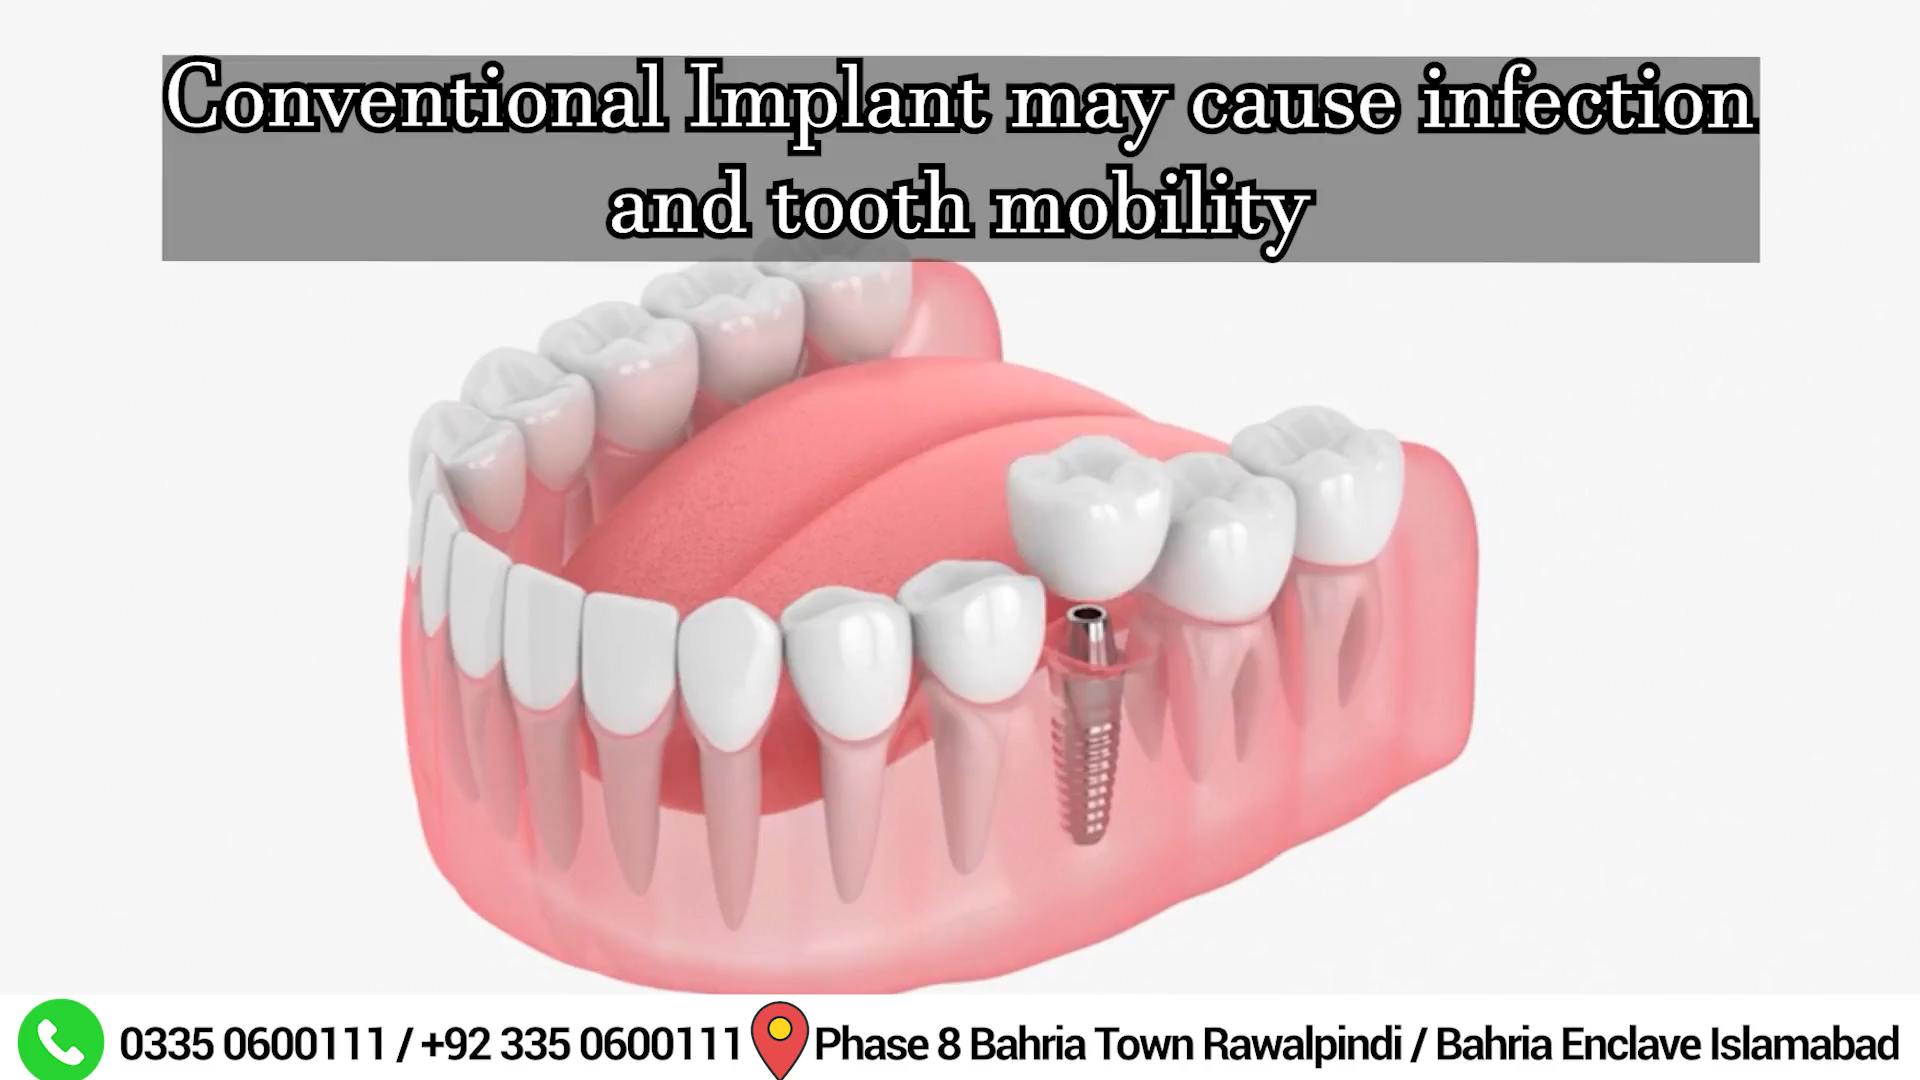 Conventional Implant may cause infection
and tooth mobility
0335 0600111 / +92 335 0600111 Phase 8 Bahria Town Rawalpindi / Bahria Enclave Islamabad